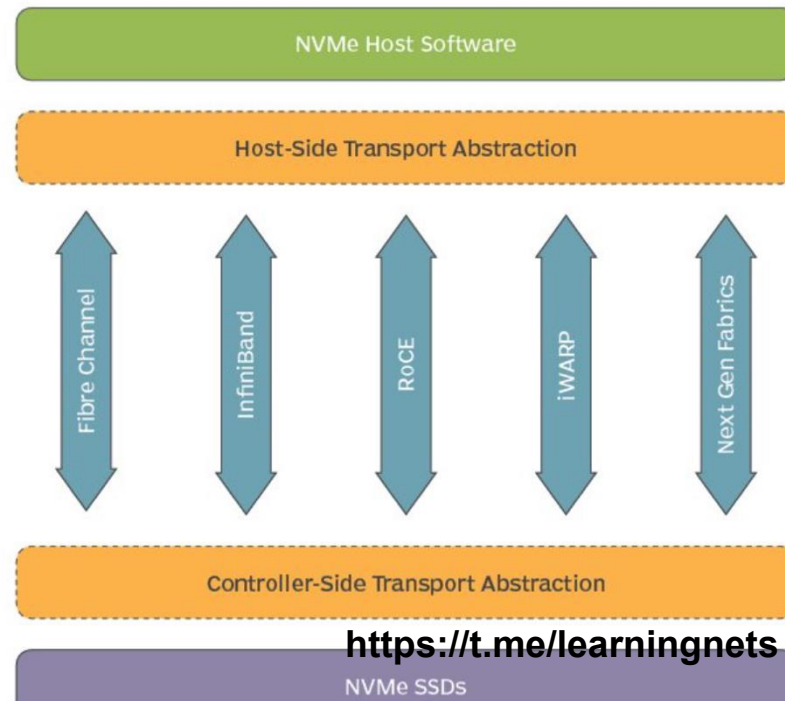 NVMe Host Software
Host-Side Transport Abstraction
Fibre Channel
InfiniBand
RoCE
iWARP
Next Gen Fabrics
Controller-Side Transport Abstraction
https://t.me/learningnets
NVMe SSDs